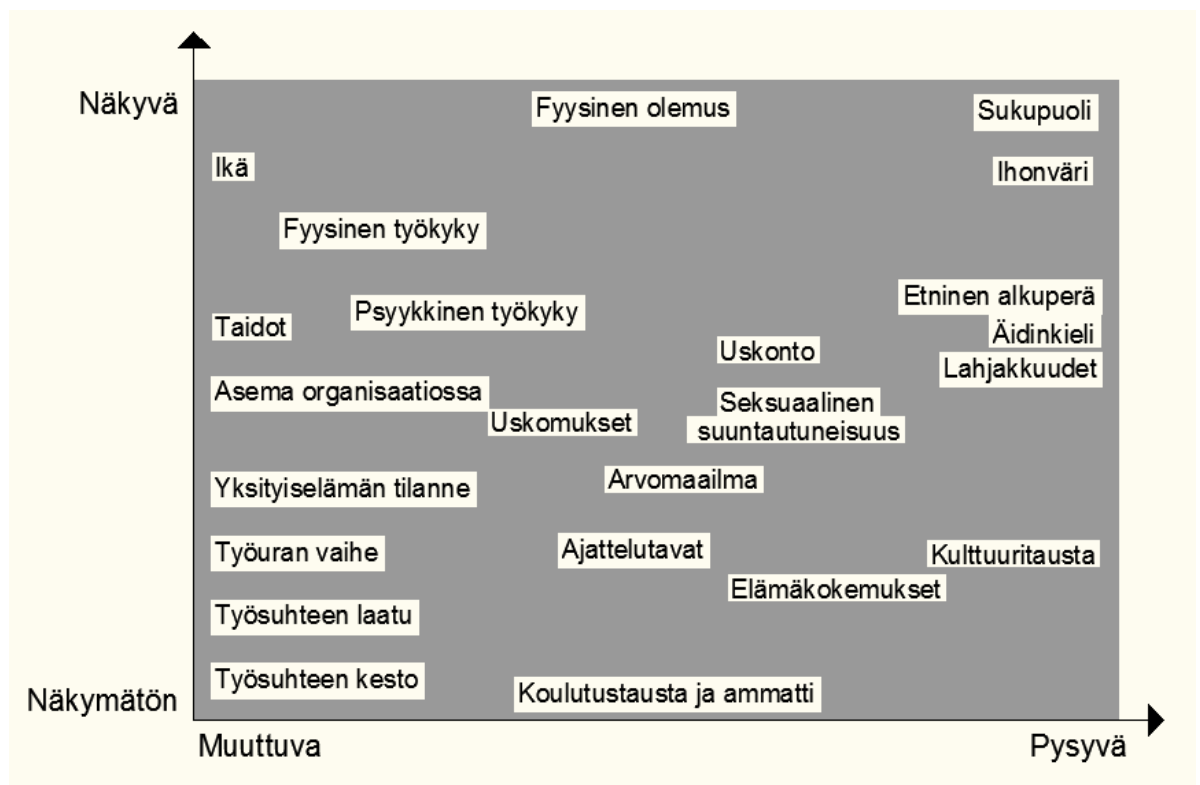 Näkyvä
Fyysinen olemus
Sukupuoli
Ikä
Ihonväri
Fyysinen työkyky
Etninen alkuperä
Psyykkinen työkyky
Taidot
Äidinkieli
Uskonto
Lahjakkuudet
Asema organisaatiossa
Seksuaalinen
suuntautuneisuus
Uskomukset
Arvomaailma
Yksityiselämän tilanne
Ajattelutavat
Työuran vaihe
Kulttuuritausta
Elämäkokemukset
Työsuhteen laatu
Työsuhteen kesto
Koulutustausta ja ammatti
Näkymätön
Muuttuva
Pysyvä